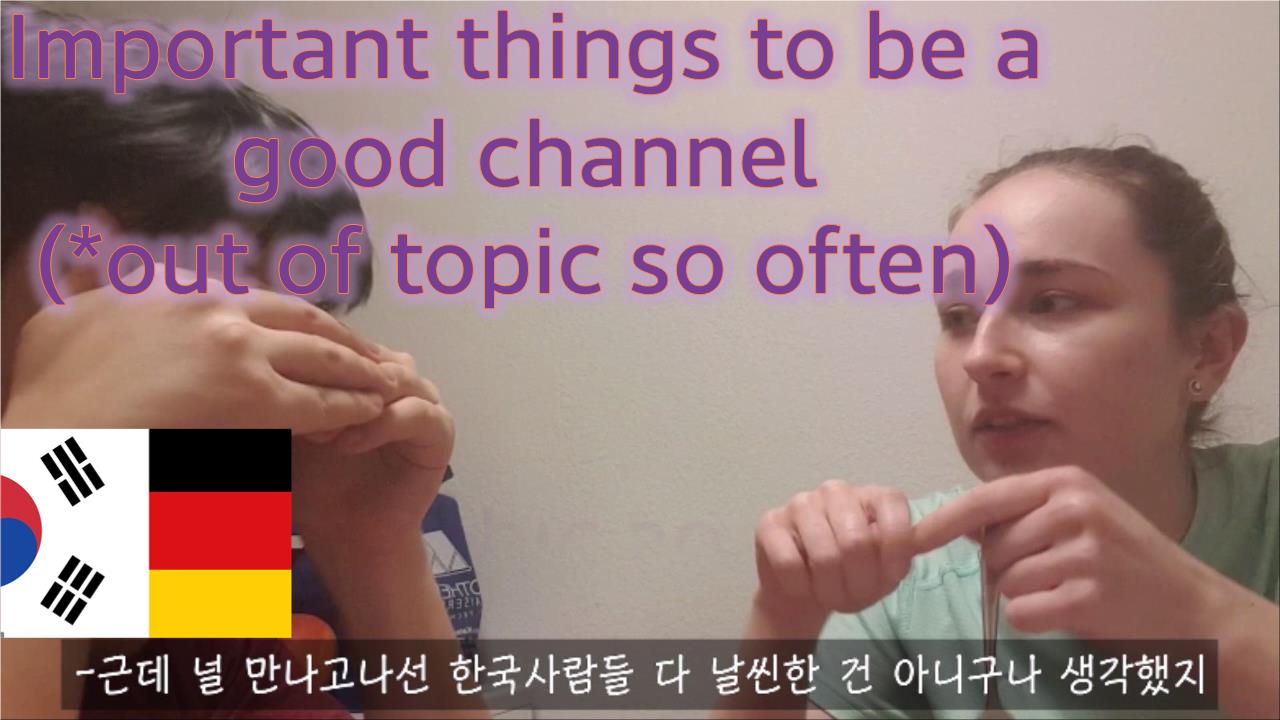 Important things to be a
good channel
(*out of topic so often)
-근데 널 만나고나선 한국사람들 다 날씬한 건 아니구나 생각했지